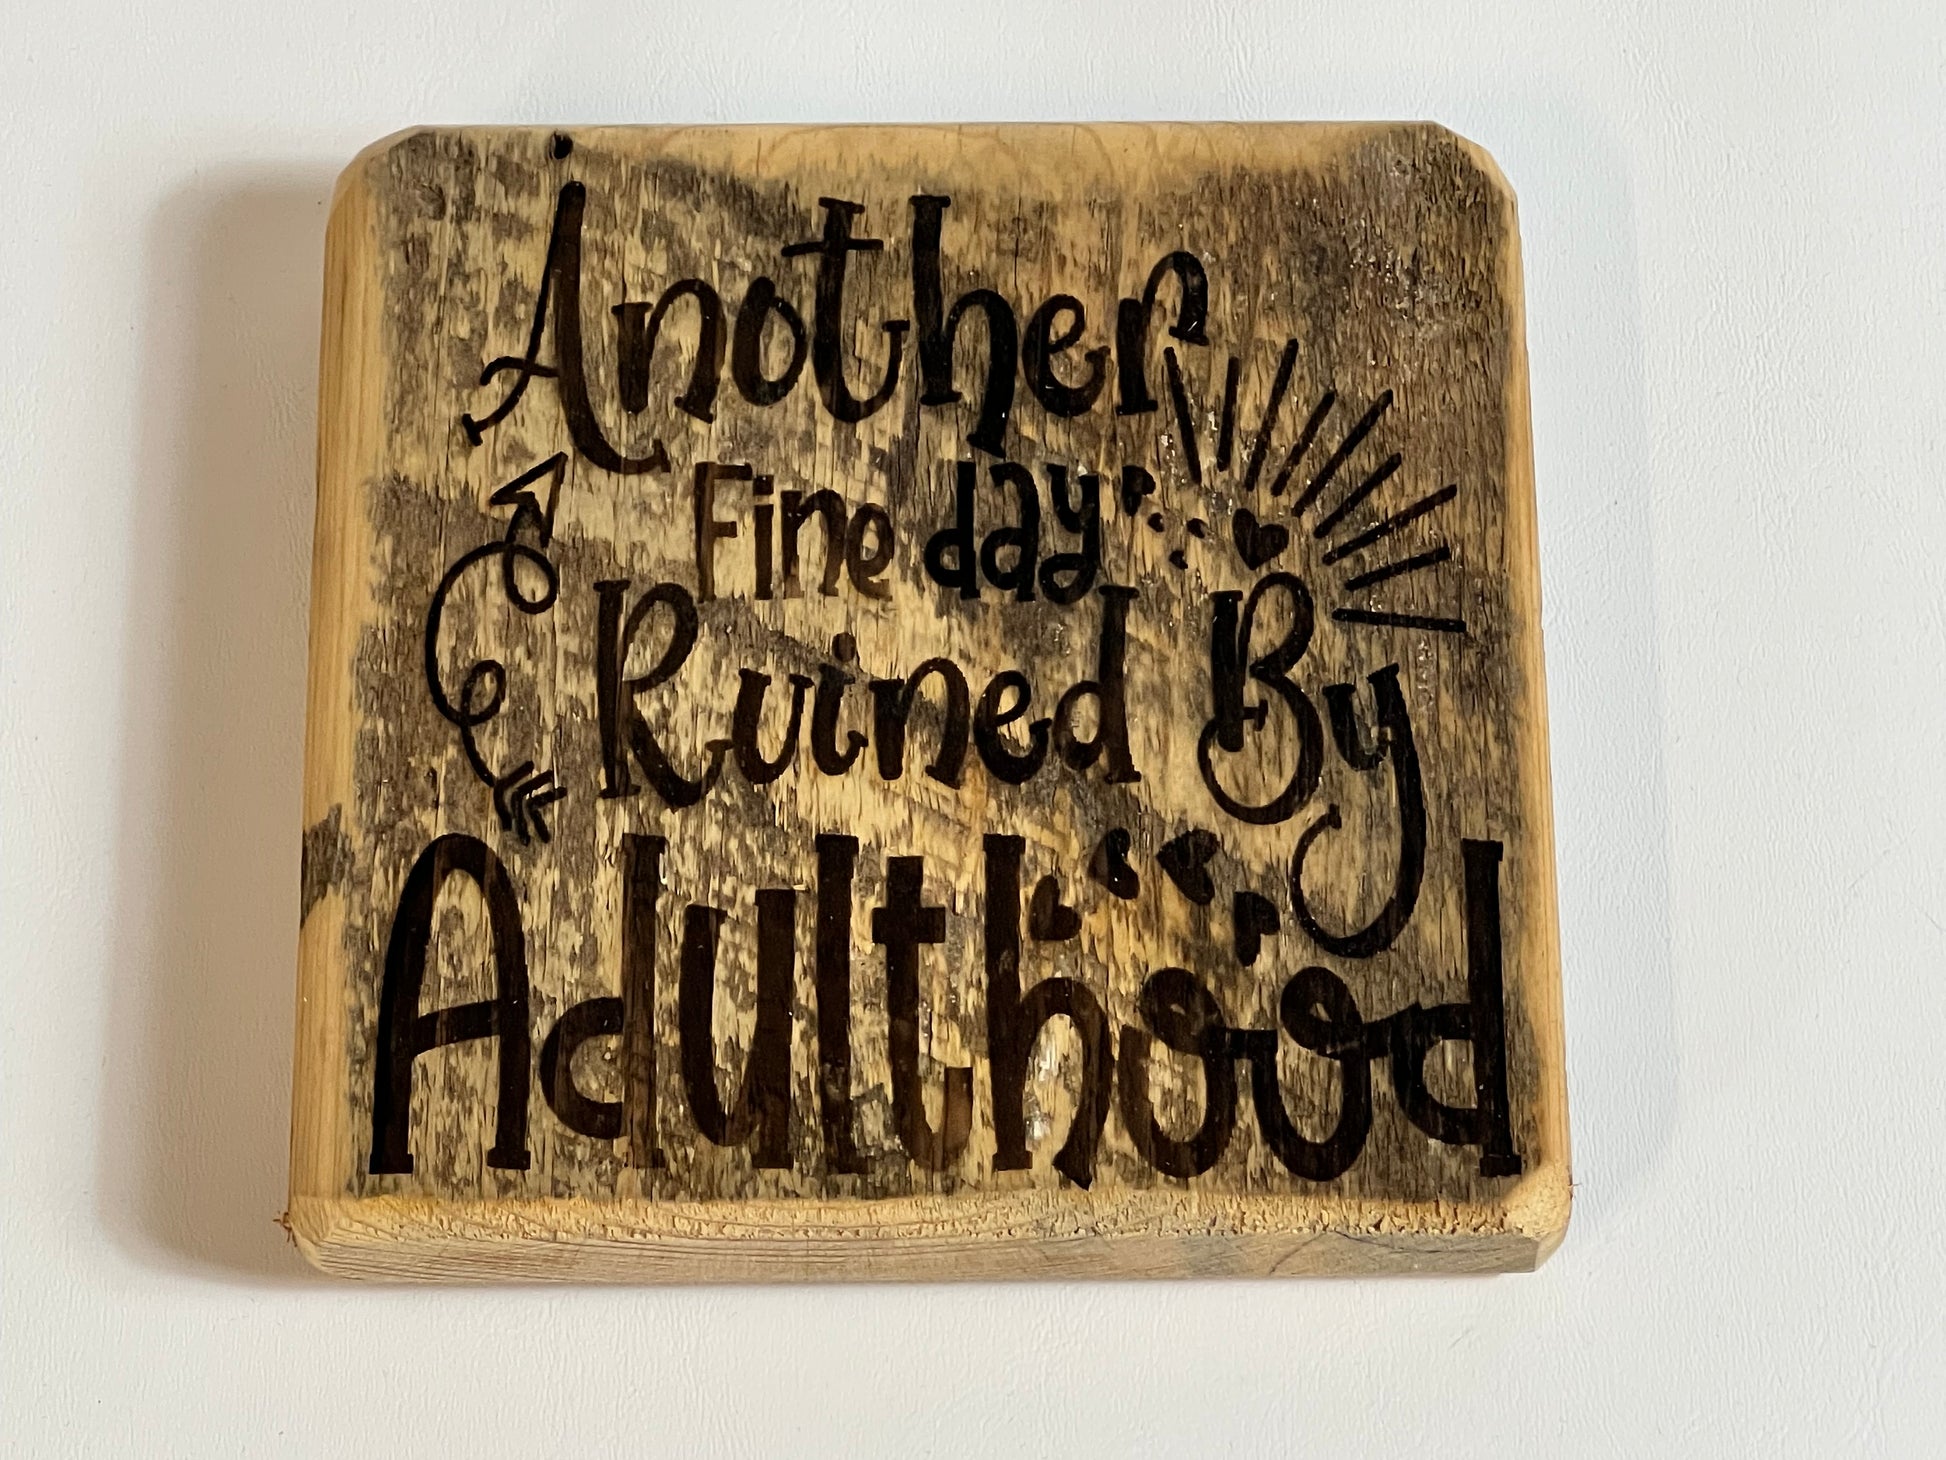 Another
Fine day
Ruined By
Adulthood